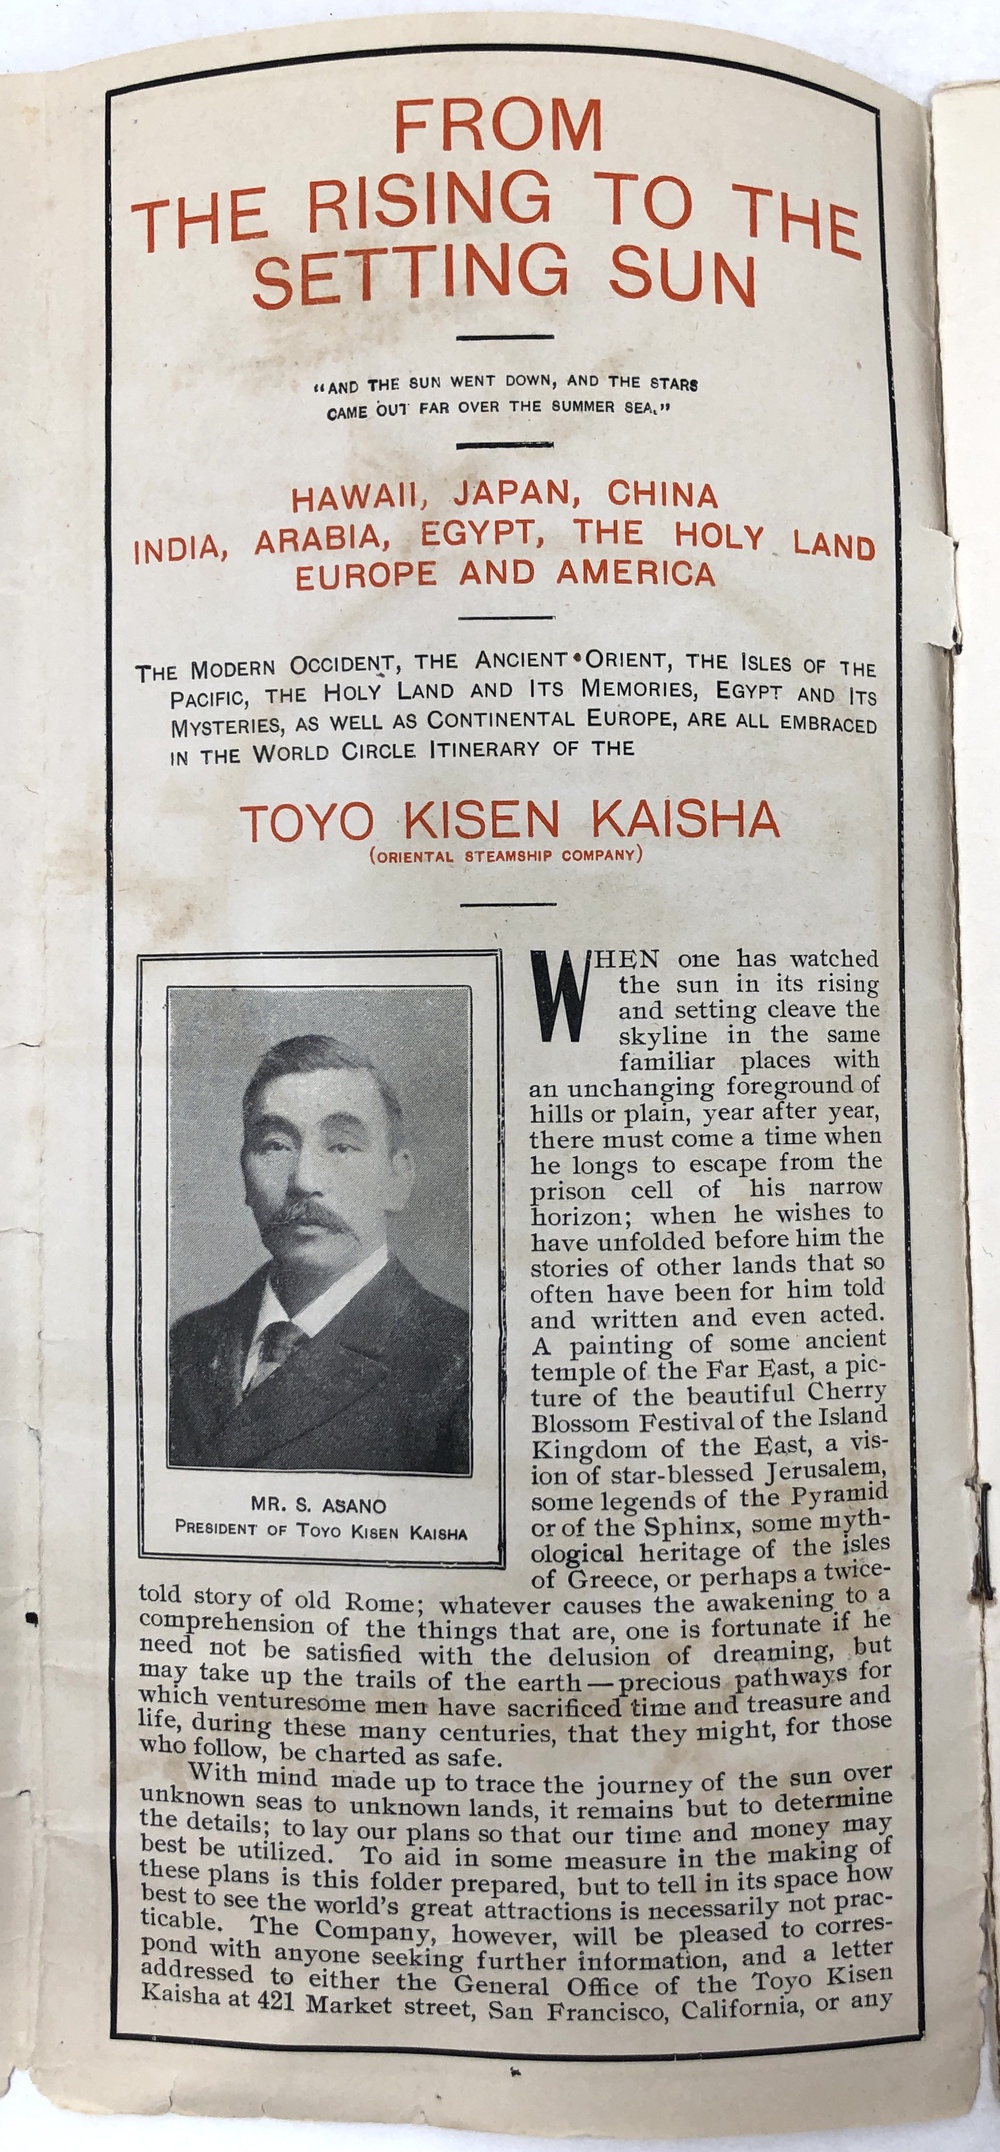 FROM
THE RISING TO THE
SETTING SUN
"AND THE SUN WENT DOWN, AND THE STARS
CAME OUT FAR OVER THE SUMMER SEA."
HAWAII, JAPAN, CHINA
INDIA, ARABIA, EGYPT, THE HOLY LAND
EUROPE AND AMERICA
THE MODERN OCCIDENT, THE ANCIENT ORIENT, THE ISLES OF THE
PACIFIC, THE HOLY LAND AND ITS MEMORIES, EGYPT AND ITS
MYSTERIES, AS WELL AS CONTINENTAL EUROPE, ARE ALL EMBRACED
IN THE WORLD CIRCLE ITINERARY OF THE
TOYO KISEN KAISHA
(ORIENTAL STEAMSHIP COMPANY)
MR. S. ASANO
PRESIDENT OF TOYO KISEN KAISHA
WHEN one has watched
the sun in its rising
and setting cleave the
skyline in the same
familiar places with
an unchanging foreground of
hills or plain, year after year,
there must come a time when
he longs to escape from the
prison cell of his narrow
horizon; when he wishes to
have unfolded before him the
stories of other lands that so
often have been for him told
and written and even acted.
A painting of some ancient
temple of the Far East, a pic-
ture of the beautiful Cherry
Blossom Festival of the Island
Kingdom of the East, a vis-
ion of star-blessed Jerusalem,
some legends of the Pyramid
or of the Sphinx, some myth-
ological heritage of the isles
of Greece, or perhaps a twice-
told story of old Rome; whatever causes the awakening to a
comprehension of the things that are, one is fortunate if he
need not be satisfied with the delusion of dreaming, but
may take up the trails of the earth—precious pathways for
which venturesome men have sacrificed time and treasure and
life, during these many centuries, that they might, for those
who follow, be charted as safe.
With mind made up to trace the journey of the sun over
unknown seas to unknown lands, it remains but to determine
the details; to lay our plans so that our time and money may
best be utilized. To aid in some measure in the making of
these plans is this folder prepared, but to tell in its space how
best to see the world's great attractions is necessarily not prac-
ticable. The Company, however, will be pleased to corres-
pond with anyone seeking further information, and a letter
addressed to either the General Office of the Toyo Kisen
Kaisha at 421 Market street, San Francisco, California, or any